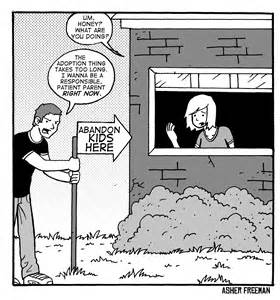 UM,
HONEY?
WHAT ARE
YOU DOING?
THE
ADOPTION THING
TAKES TOO LONG.
I WANNA BE A
RESPONSIBLE,
PATIENT PARENT
RIGHT NOW.
ABANDON
KIDS
HERE
ASHER FREEMAN